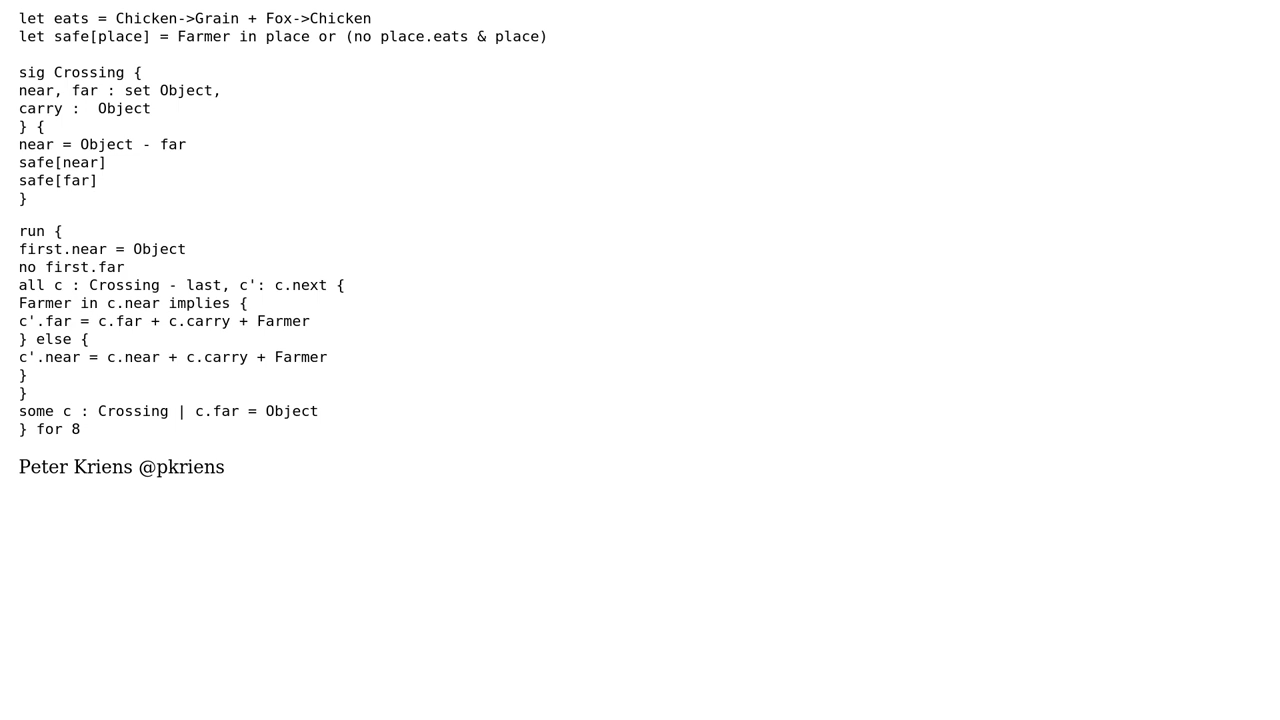 let eats = Chicken->Grain + Fox->Chicken
let safe[place] = Farmer in place or (no place.eats & place)
sig Crossing {
near, far : set Object,
carry :  Object
} {
near = Object - far
safe[near]
safe[far]
}
run {
first.near = Object
no first.far
all c : Crossing - last, c': c.next {
Farmer in c.near implies {
c'.far = c.far + c.carry + Farmer
} else {
c'.near = c.near + c.carry + Farmer
}
}
some c : Crossing | c.far = Object
} for 8
Peter Kriens @pkriens